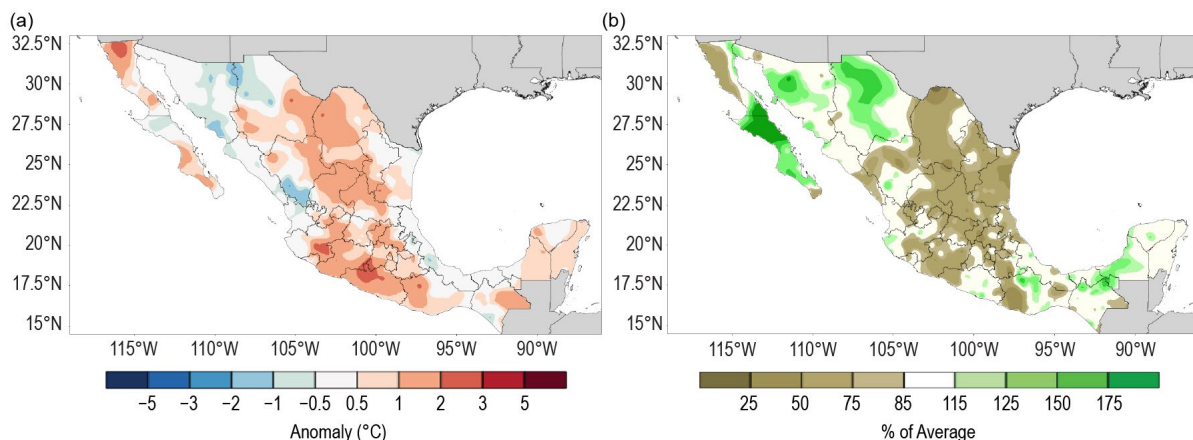 (a)
32.5°N
30°N
27.5°N
25°N
22.5°N
20°N
17.5°N
15°N
115°W 110°W 105°W 100°W 95°W 90°W
−5 −3 −2 −1 −0.5 0.5 1 2 3 5
Anomaly (°C)
(b)
32.5°N
30°N
27.5°N
25°N
22.5°N
20°N
17.5°N
15°N
115°W 110°W 105°W 100°W 95°W 90°W
25 50 75 85 115 125 150 175
% of Average